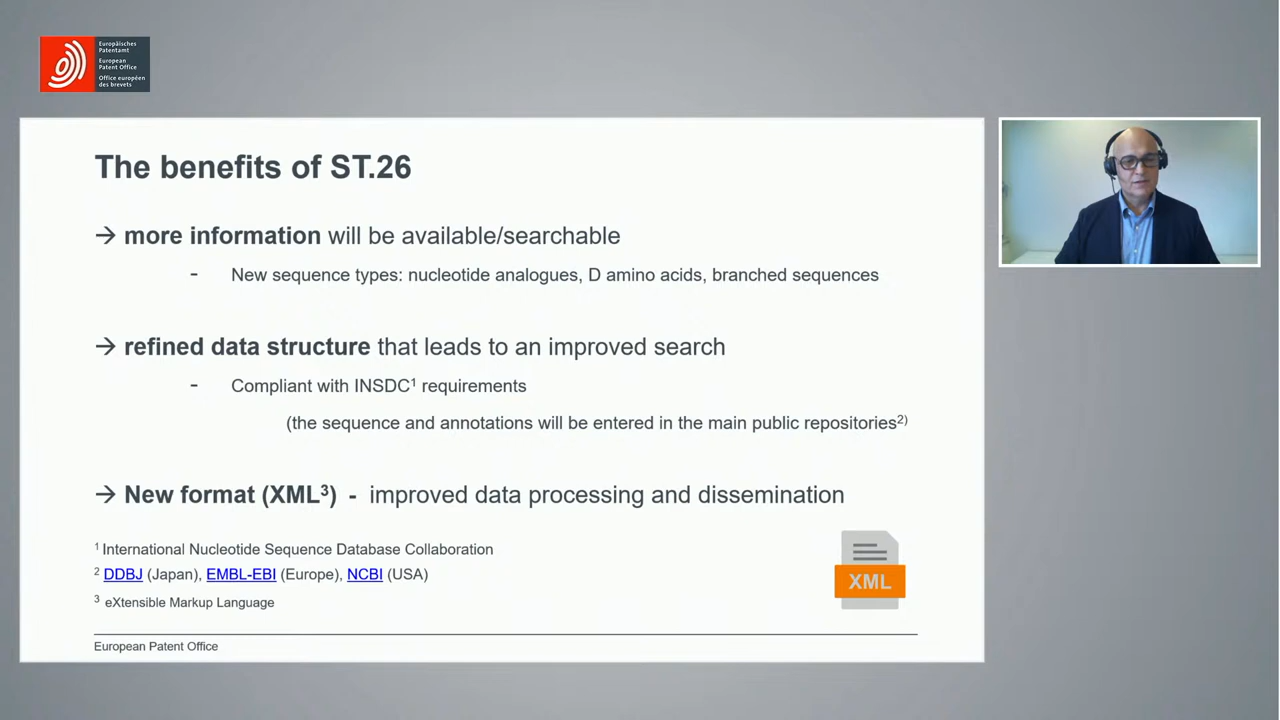 Europäisches
Patentamt
European
Patent Office
Office européen
des brevets
The benefits of ST.26
→ more information will be available/searchable
- New sequence types: nucleotide analogues, D amino acids, branched sequences
→ refined data structure that leads to an improved search
- Compliant with INSDC¹ requirements
(the sequence and annotations will be entered in the main public repositories²⁾
→ New format (XML³) - improved data processing and dissemination
¹ International Nucleotide Sequence Database Collaboration
² DDBJ (Japan), EMBL-EBI (Europe), NCBI (USA)
³ eXtensible Markup Language
XML
European Patent Office